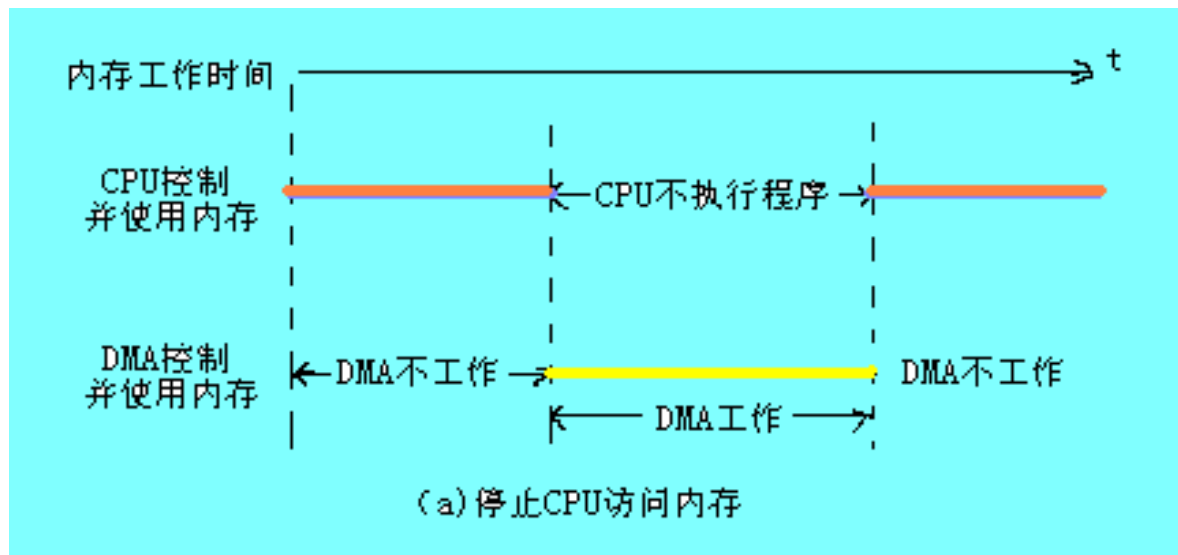 内存工作时间
t
CPU控制
并使用内存
CPU不执行程序
DMA控制
并使用内存
DMA不工作
DMA不工作
DMA工作
(a)停止CPU访问内存